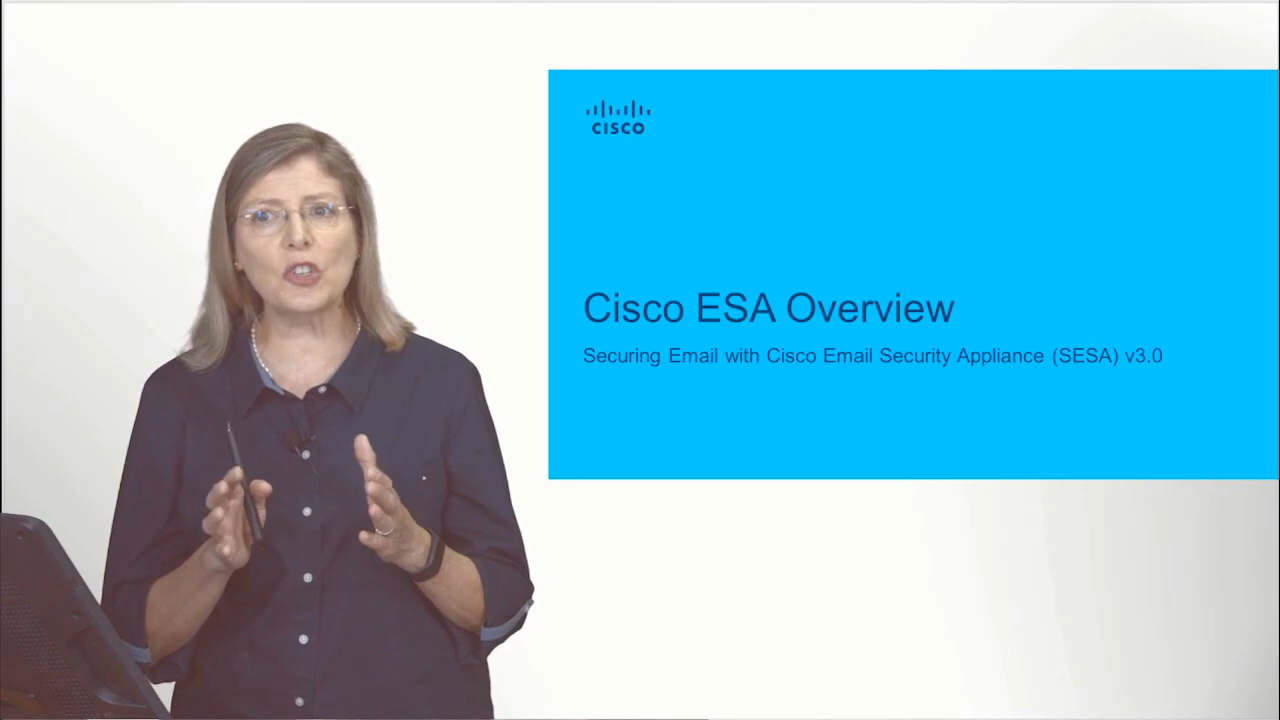 CISCO
Cisco ESA Overview
Securing Email with Cisco Email Security Appliance (SESA) v3.0